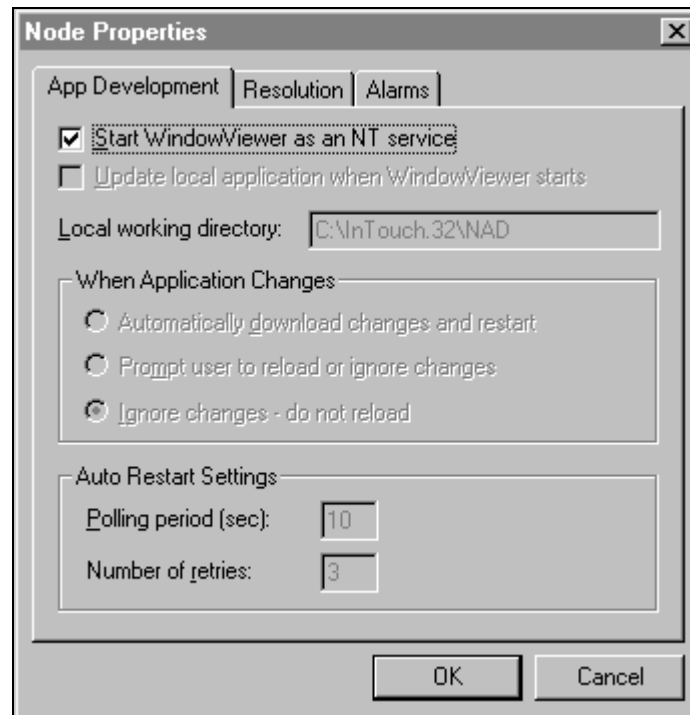 Node Properties
App Development Resolution Alarms
Start WindowViewer as an NT service
Update local application when WindowViewer starts
Local working directory: C:\InTouch.32\NAD
When Application Changes
Automatically download changes and restart
Prompt user to reload or ignore changes
Ignore changes - do not reload
Auto Restart Settings
Polling period (sec): 10
Number of retries: 3
OK Cancel